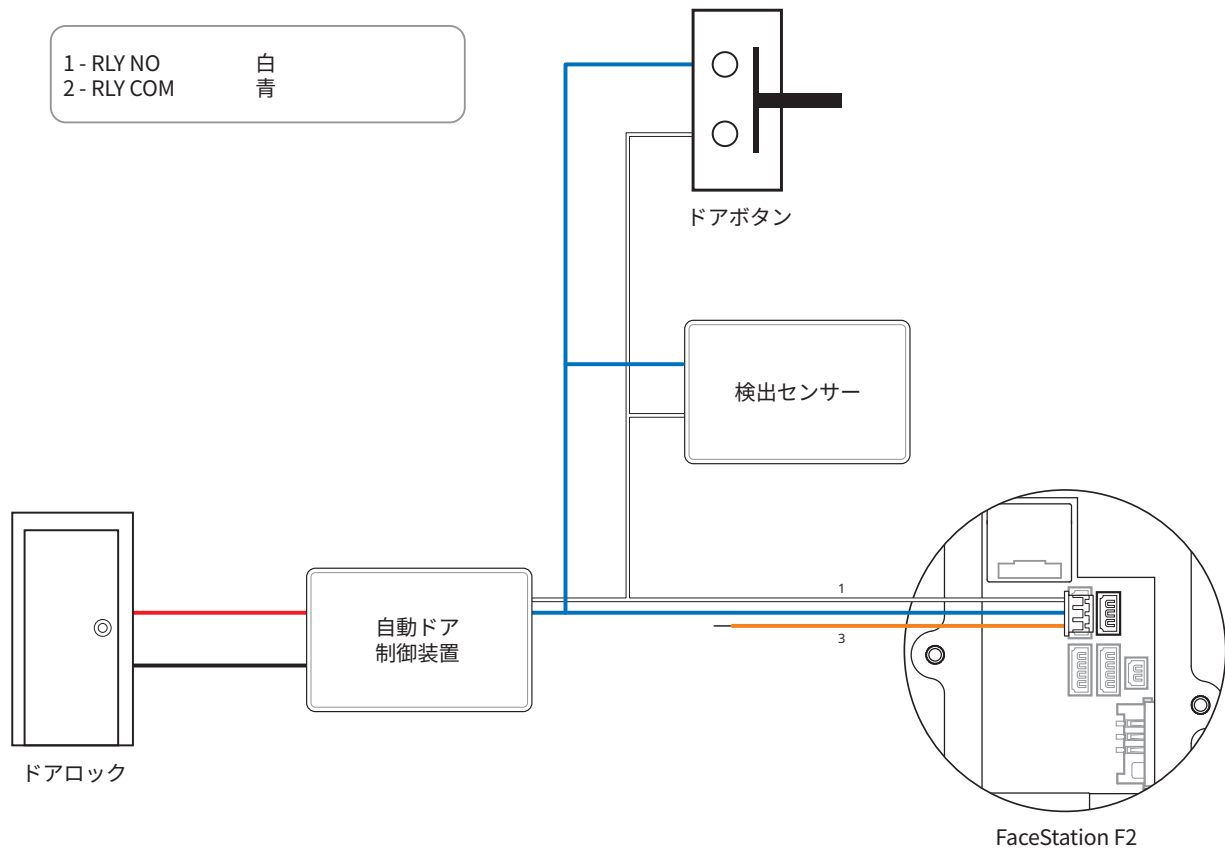 1 - RLY NO 白
2 - RLY COM 青
ドアボタン
検出センサー
1
自動ドア
制御装置
3
ドアロック
FaceStation F2